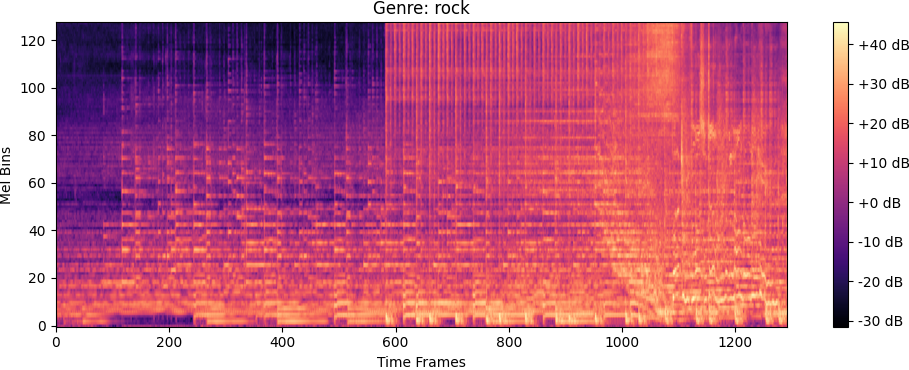 Genre: rock
120
100
80
60
40
20
0
Mel Bins
0 200 400 600 800 1000 1200
Time Frames
+40 dB
+30 dB
+20 dB
+10 dB
+0 dB
-10 dB
-20 dB
-30 dB